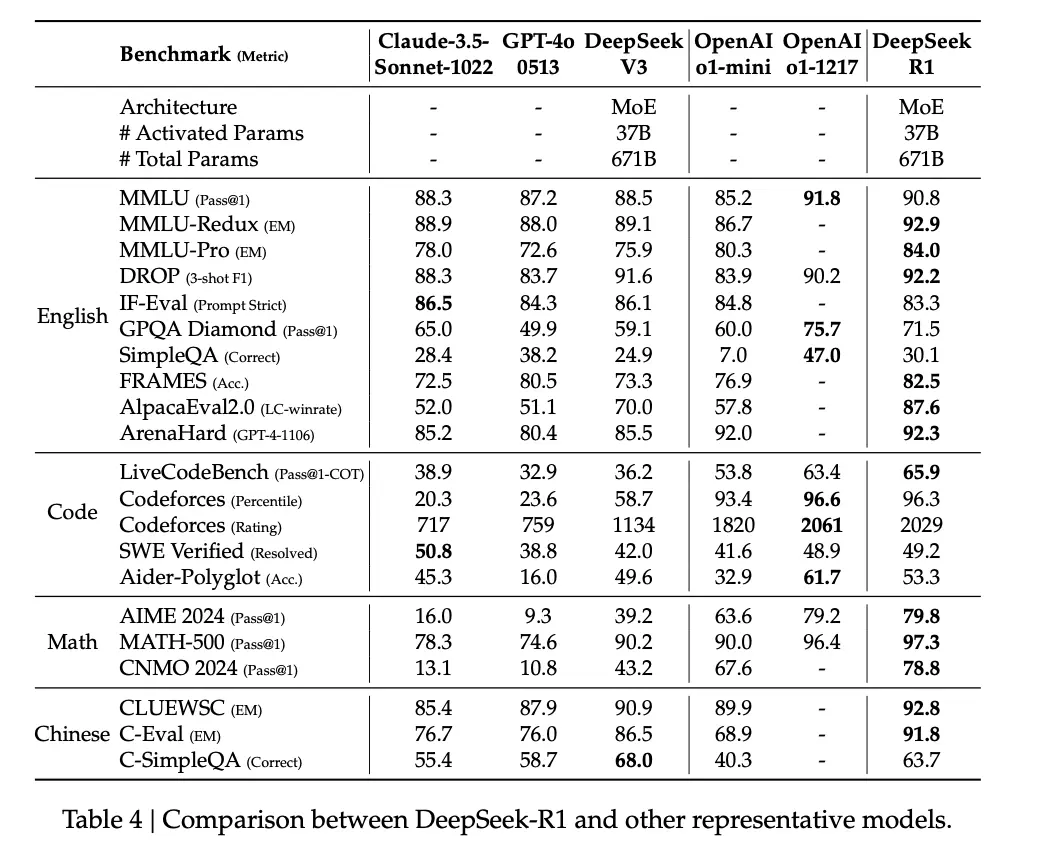 Benchmark (Metric) Claude-3.5-Sonnet-1022 GPT-4o 0513 DeepSeek V3 OpenAI o1-mini OpenAI o1-1217 DeepSeek R1
Architecture - - MoE - - MoE
# Activated Params - - 37B - - 37B
# Total Params - - 671B - - 671B
English
MMLU (Pass@1) 88.3 87.2 88.5 85.2 91.8 90.8
MMLU-Redux (EM) 88.9 88.0 89.1 86.7 - 92.9
MMLU-Pro (EM) 78.0 72.6 75.9 80.3 - 84.0
DROP (3-shot F1) 88.3 83.7 91.6 83.9 90.2 92.2
IF-Eval (Prompt Strict) 86.5 84.3 86.1 84.8 - 83.3
GPQA Diamond (Pass@1) 65.0 49.9 59.1 60.0 75.7 71.5
SimpleQA (Correct) 28.4 38.2 24.9 7.0 47.0 30.1
FRAMES (Acc.) 72.5 80.5 73.3 76.9 - 82.5
AlpacaEval2.0 (LC-winrate) 52.0 51.1 70.0 57.8 - 87.6
ArenaHard (GPT-4-1106) 85.2 80.4 85.5 92.0 - 92.3
Code
LiveCodeBench (Pass@1-COT) 38.9 32.9 36.2 53.8 63.4 65.9
Codeforces (Percentile) 20.3 23.6 58.7 93.4 96.6 96.3
Codeforces (Rating) 717 759 1134 1820 2061 2029
SWE Verified (Resolved) 50.8 38.8 42.0 41.6 48.9 49.2
Aider-Polyglot (Acc.) 45.3 16.0 49.6 32.9 61.7 53.3
Math
AIME 2024 (Pass@1) 16.0 9.3 39.2 63.6 79.2 79.8
MATH-500 (Pass@1) 78.3 74.6 90.2 90.0 96.4 97.3
CNMO 2024 (Pass@1) 13.1 10.8 43.2 67.6 - 78.8
Chinese
CLUEWSC (EM) 85.4 87.9 90.9 89.9 - 92.8
C-Eval (EM) 76.7 76.0 86.5 68.9 - 91.8
C-SimpleQA (Correct) 55.4 58.7 68.0 40.3 - 63.7
Table 4 | Comparison between DeepSeek-R1 and other representative models.